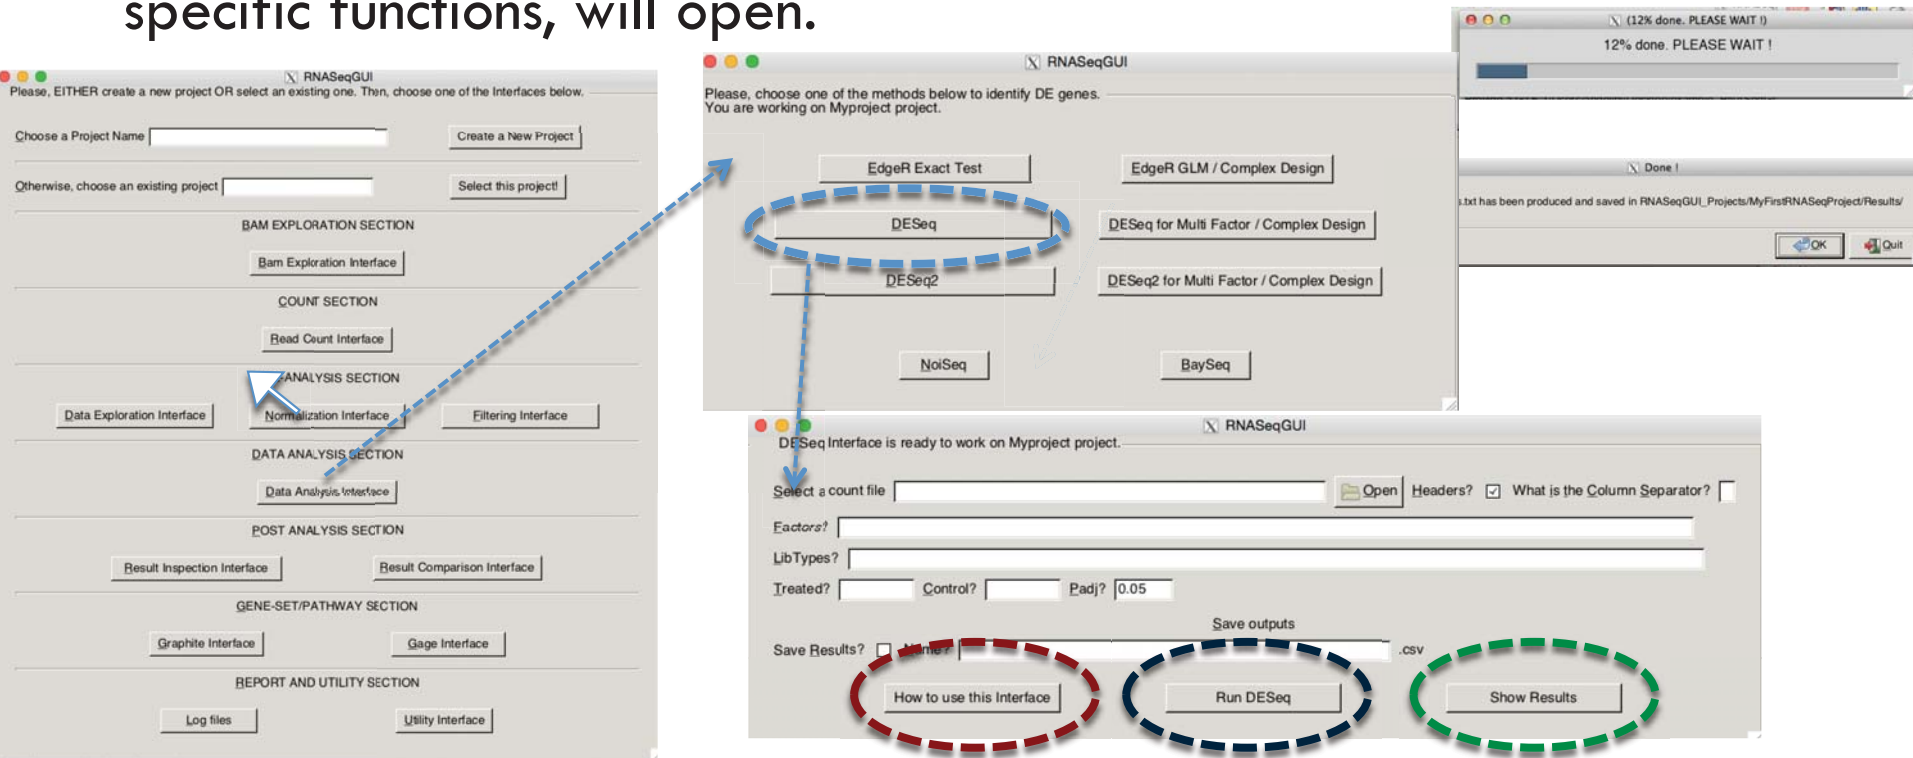 specific functions, will open.
RNASeqGUI
Please, EITHER create a new project OR select an existing one. Then, choose one of the Interfaces below.
Choose a Project Name
Create a New Project
Otherwise, choose an existing project
Select this project!
BAM EXPLORATION SECTION
Bam Exploration Interface
COUNT SECTION
Read Count Interface
-ANALYSIS SECTION
Data Exploration Interface
Normalization Interface
Filtering Interface
DATA ANALYSIS SECTION
Data Analysis Interface
POST ANALYSIS SECTION
Result Inspection Interface
Result Comparison Interface
GENE-SET/PATHWAY SECTION
Graphite Interface
Gage Interface
REPORT AND UTILITY SECTION
Log files
Utility Interface
RNASeqGUI
Please, choose one of the methods below to identify DE genes.
You are working on Myproject project.
EdgeR Exact Test
EdgeR GLM / Complex Design
DESeq
DESeq for Multi Factor / Complex Design
DESeq2
DESeq2 for Multi Factor / Complex Design
NoiSeq
BaySeq
(12% done. PLEASE WAIT !)
12% done. PLEASE WAIT !
Done !
s.txt has been produced and saved in RNASeqGUI_Projects/MyFirstRNASeqProject/Results/
OK
Quit
RNASeqGUI
DESeq Interface is ready to work on Myproject project.
Select a count file
Open
Headers?
What is the Column Separator?
Factors?
LibTypes?
Treated?
Control?
Padj? 0.05
Save outputs
Save Results?
Name?
.csv
How to use this Interface
Run DESeq
Show Results